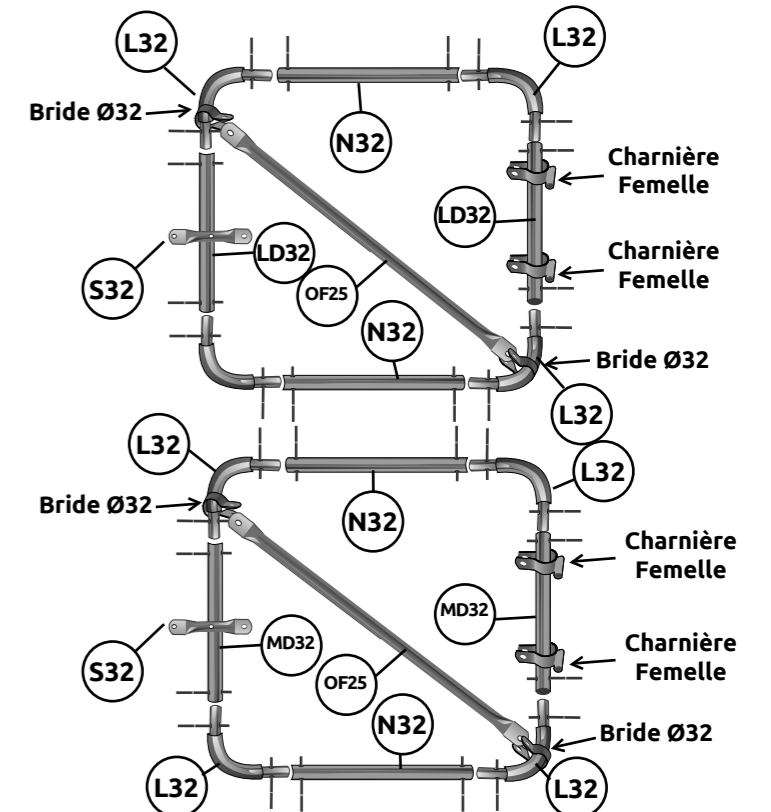 L32
L32
Bride Ø32
N32
Charnière
Femelle
LD32
LD32
Charnière
Femelle
S32
OF25
N32
Bride Ø32
L32
L32
L32
Bride Ø32
N32
Charnière
Femelle
MD32
MD32
Charnière
Femelle
S32
OF25
N32
Bride Ø32
L32
L32